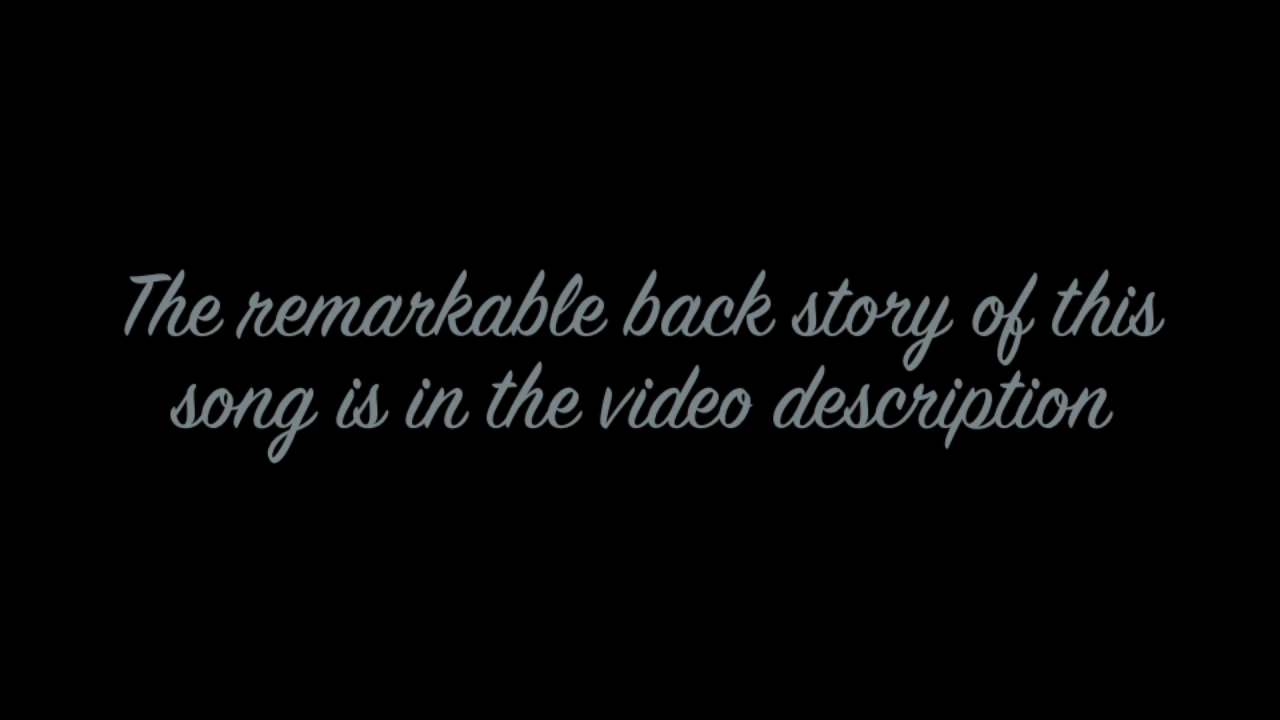 The remarkable back story of this
song is in the video description